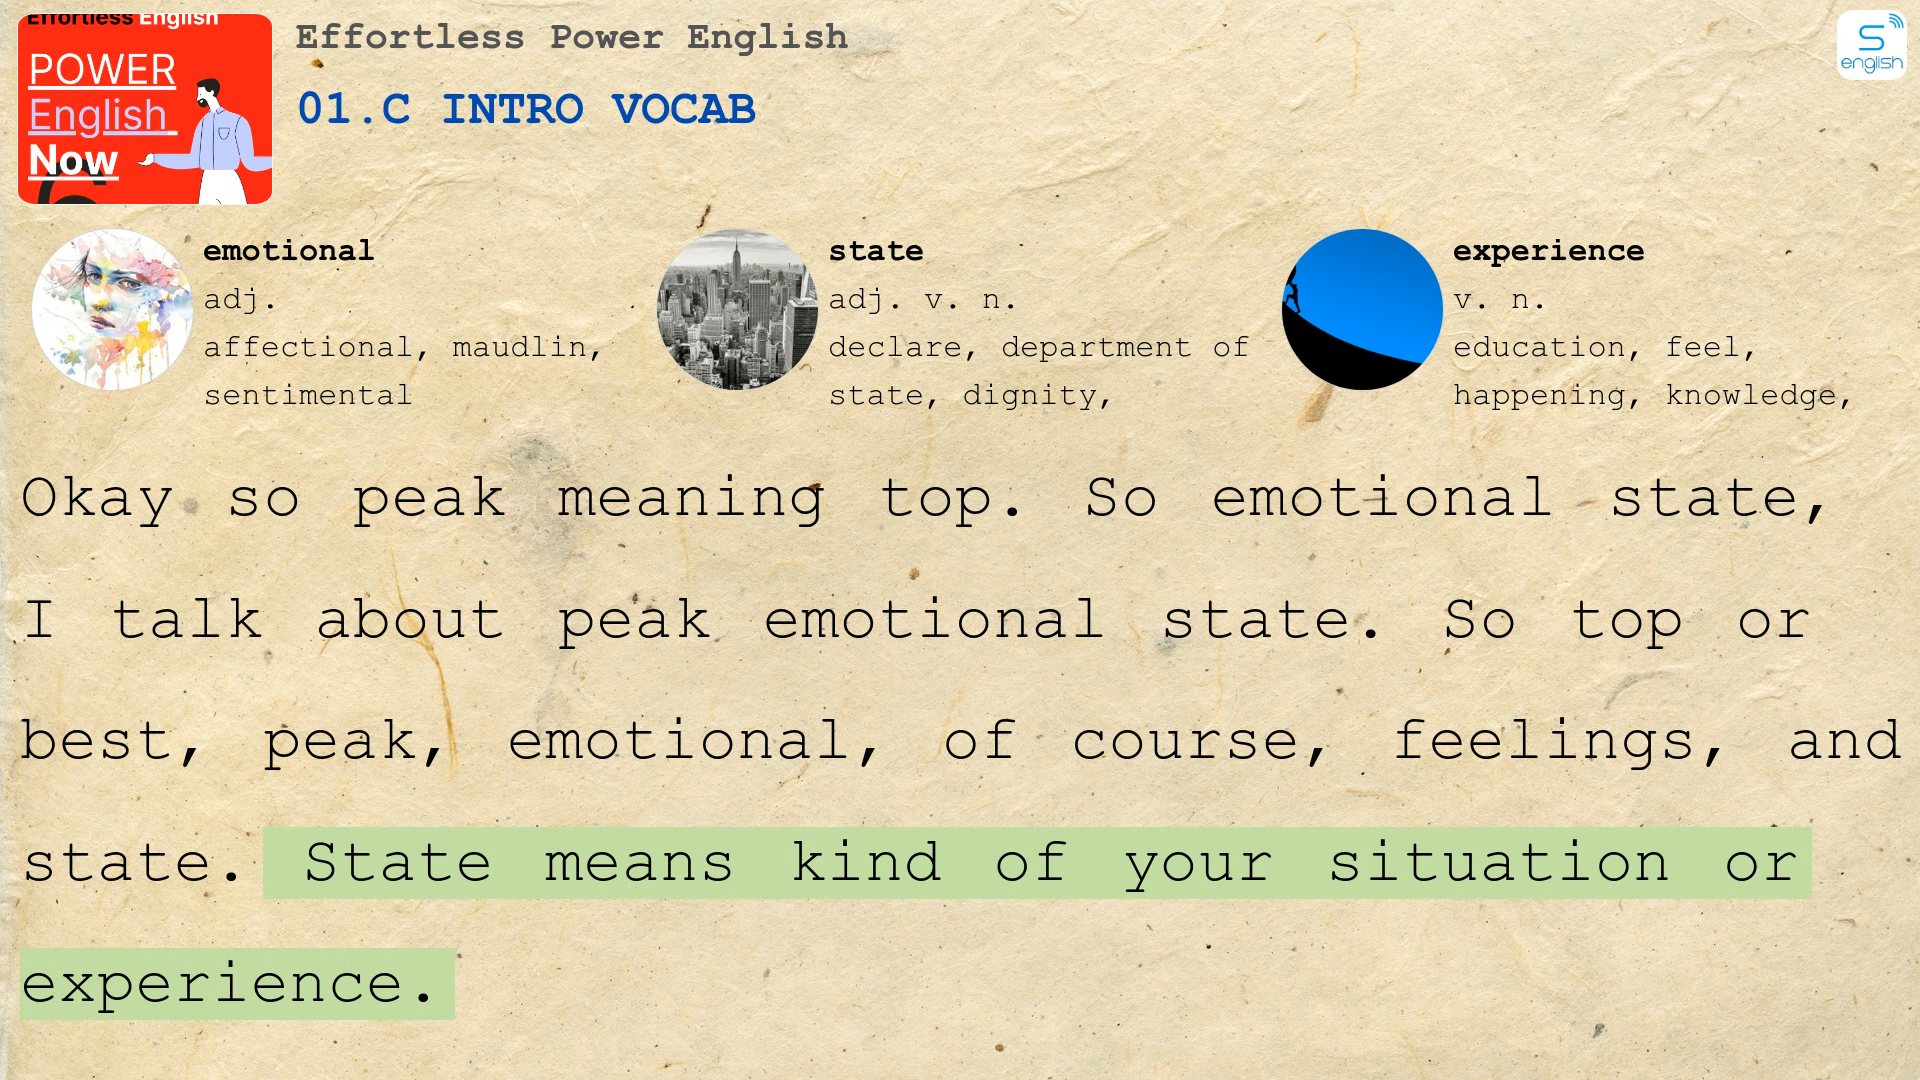 Effortless English
POWER
English
Now
Effortless Power English
01.C INTRO VOCAB
S
english
emotional
adj.
affectional, maudlin,
sentimental
state
adj. v. n.
declare, department of
state, dignity,
experience
v. n.
education, feel,
happening, knowledge,
Okay so peak meaning top. So emotional state,
I talk about peak emotional state. So top or
best, peak, emotional, of course, feelings, and
state. State means kind of your situation or
experience.